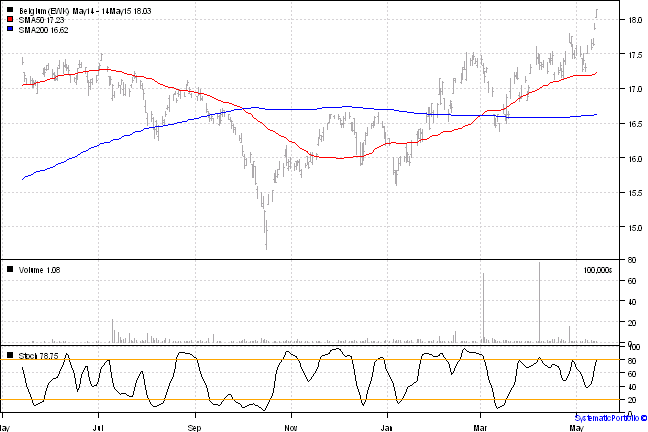 Belgium (EWK) May14 - 14May15 18.03
SMA50 17.23
SMA200 16.62
18.0
17.5
17.0
16.5
16.0
15.5
15.0
Volume 1.08
100,000s
80
60
40
20
0
Stoch 78.75
100
80
60
40
20
0
May
Jul
Sep
Nov
Jan
Mar
May
SystematicPortfolio ©